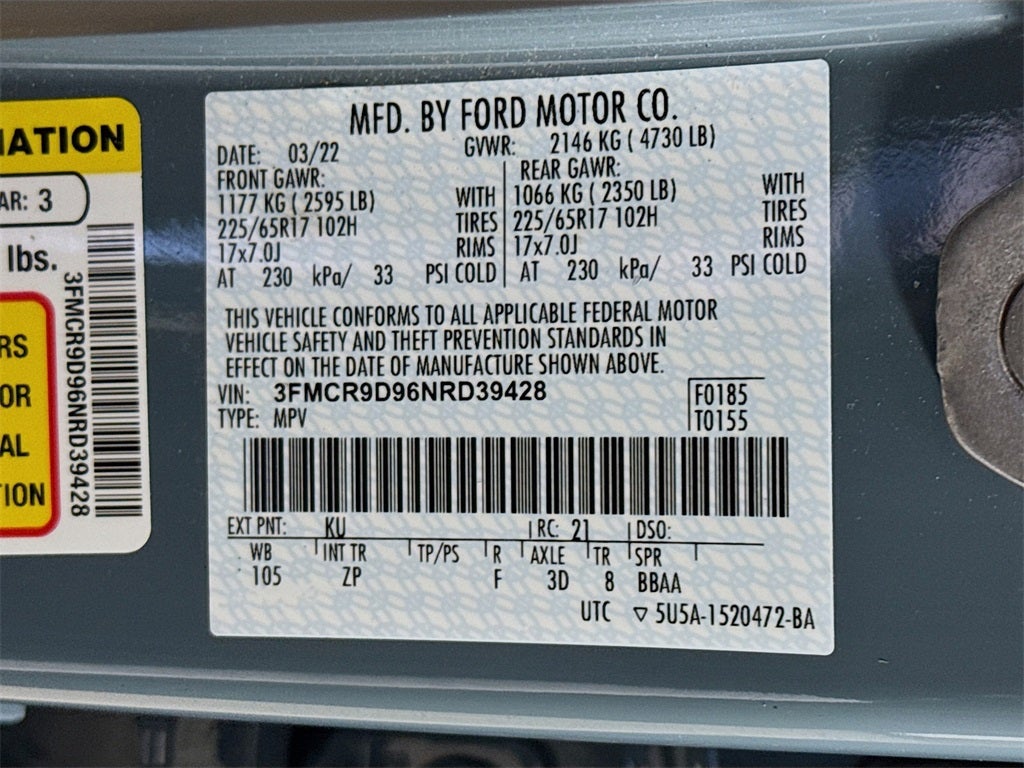 MATION
AR: 3
lbs.
RS
OR
AL
TION
3FMCR9D96NRD39428
MFD. BY FORD MOTOR CO.
DATE: 03/22 GVWR: 2146 KG ( 4730 LB)
FRONT GAWR: REAR GAWR:
1177 KG ( 2595 LB) WITH 1066 KG ( 2350 LB) WITH
225/65R17 102H TIRES 225/65R17 102H TIRES
17x7.0J RIMS 17x7.0J RIMS
AT 230 kPa/ 33 PSI COLD AT 230 kPa/ 33 PSI COLD
THIS VEHICLE CONFORMS TO ALL APPLICABLE FEDERAL MOTOR
VEHICLE SAFETY AND THEFT PREVENTION STANDARDS IN
EFFECT ON THE DATE OF MANUFACTURE SHOWN ABOVE.
VIN: 3FMCR9D96NRD39428 F0185
TYPE: MPV T0155
EXT PNT: KU RC: 21 DSO:
WB INT TR TP/PS R AXLE TR SPR
105 ZP F 3D 8 BBAA
UTC ▽ 5U5A-1520472-BA